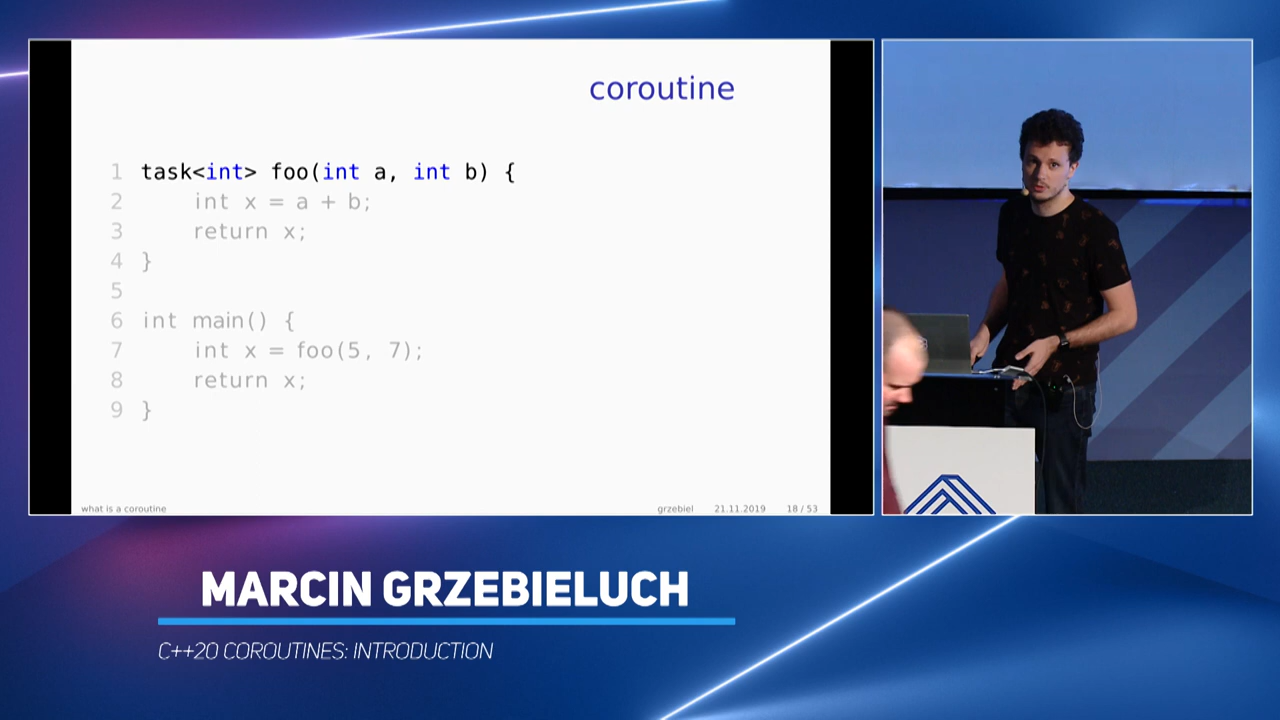 coroutine
1 task<int> foo(int a, int b) {
2 int x = a + b;
3 return x;
4 }
5
6 int main() {
7 int x = foo(5, 7);
8 return x;
9 }
what is a coroutine
grzebiel 21.11.2019 18 / 53
MARCIN GRZEBIELUCH
C++20 COROUTINES: INTRODUCTION